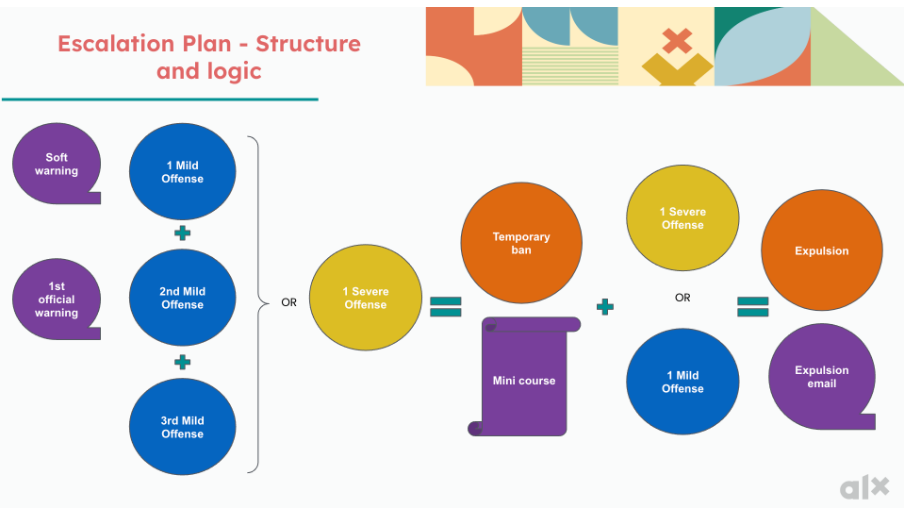 Escalation Plan - Structure
and logic
Soft
warning
1 Mild
Offense
1st
official
warning
2nd Mild
Offense
3rd Mild
Offense
OR
1 Severe
Offense
Temporary
ban
Mini course
1 Severe
Offense
OR
1 Mild
Offense
Expulsion
Expulsion
email
alx